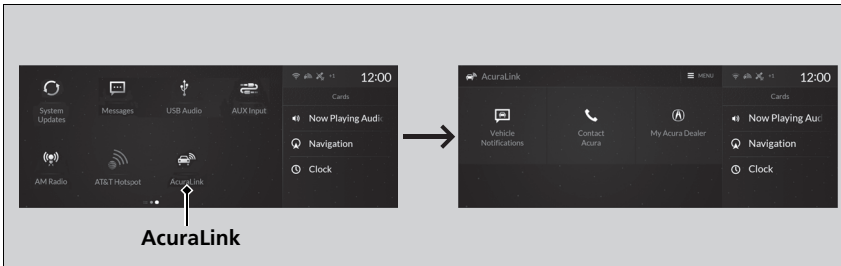 +1 12:00
Cards
System
Updates
Messages
USB Audio
AUX Input
Now Playing Audio
Navigation
Clock
AM Radio
AT&T Hotspot
AcuraLink
AcuraLink
AcuraLink
MENU
+1 12:00
Cards
Vehicle
Notifications
Contact
Acura
My Acura Dealer
Now Playing Aud
Navigation
Clock